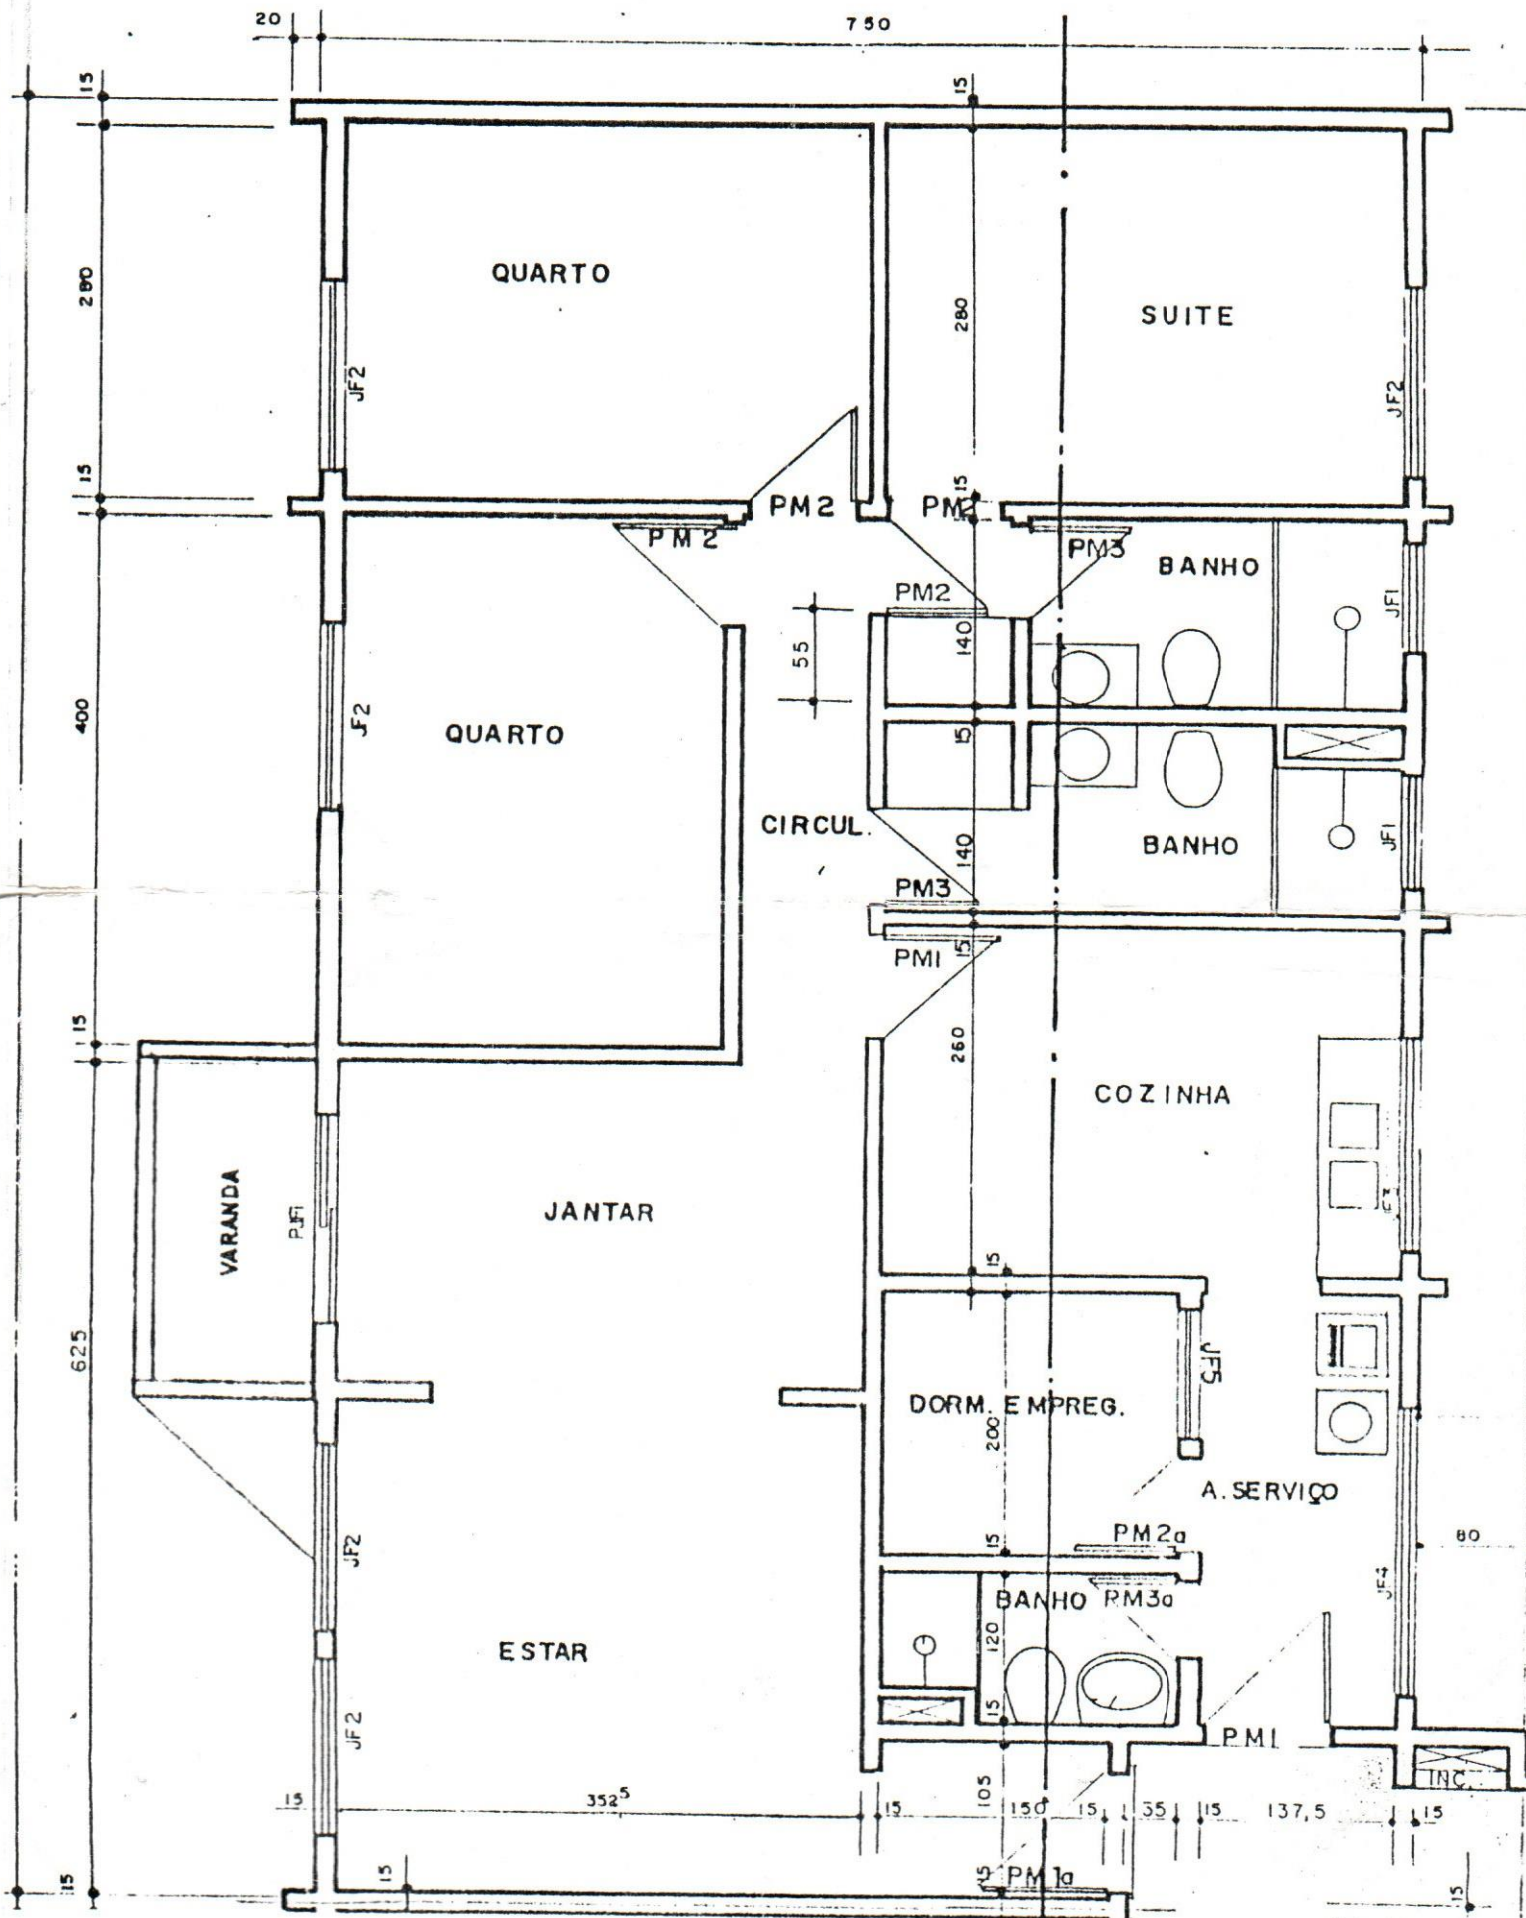 20
750
15
15
QUARTO
280
280
SUITE
JF2
JF2
15
15
PM2
PM2
PM2
PM3
BANHO
PM2
JF1
140
55
400
JF2
QUARTO
15
CIRCUL.
140
BANHO
JF1
PM3
PM1
15
15
260
COZINHA
VARANDA
PJF1
JANTAR
15
625
JF5
DORM. EMPREG.
200
A. SERVIÇO
15
PM2a
80
JF2
BANHO
PM3a
JF4
120
ESTAR
15
JF2
PM1
INC.
15
352⁵
15
105
150
15
35
15
137,5
15
15
15
15
PM1a
15